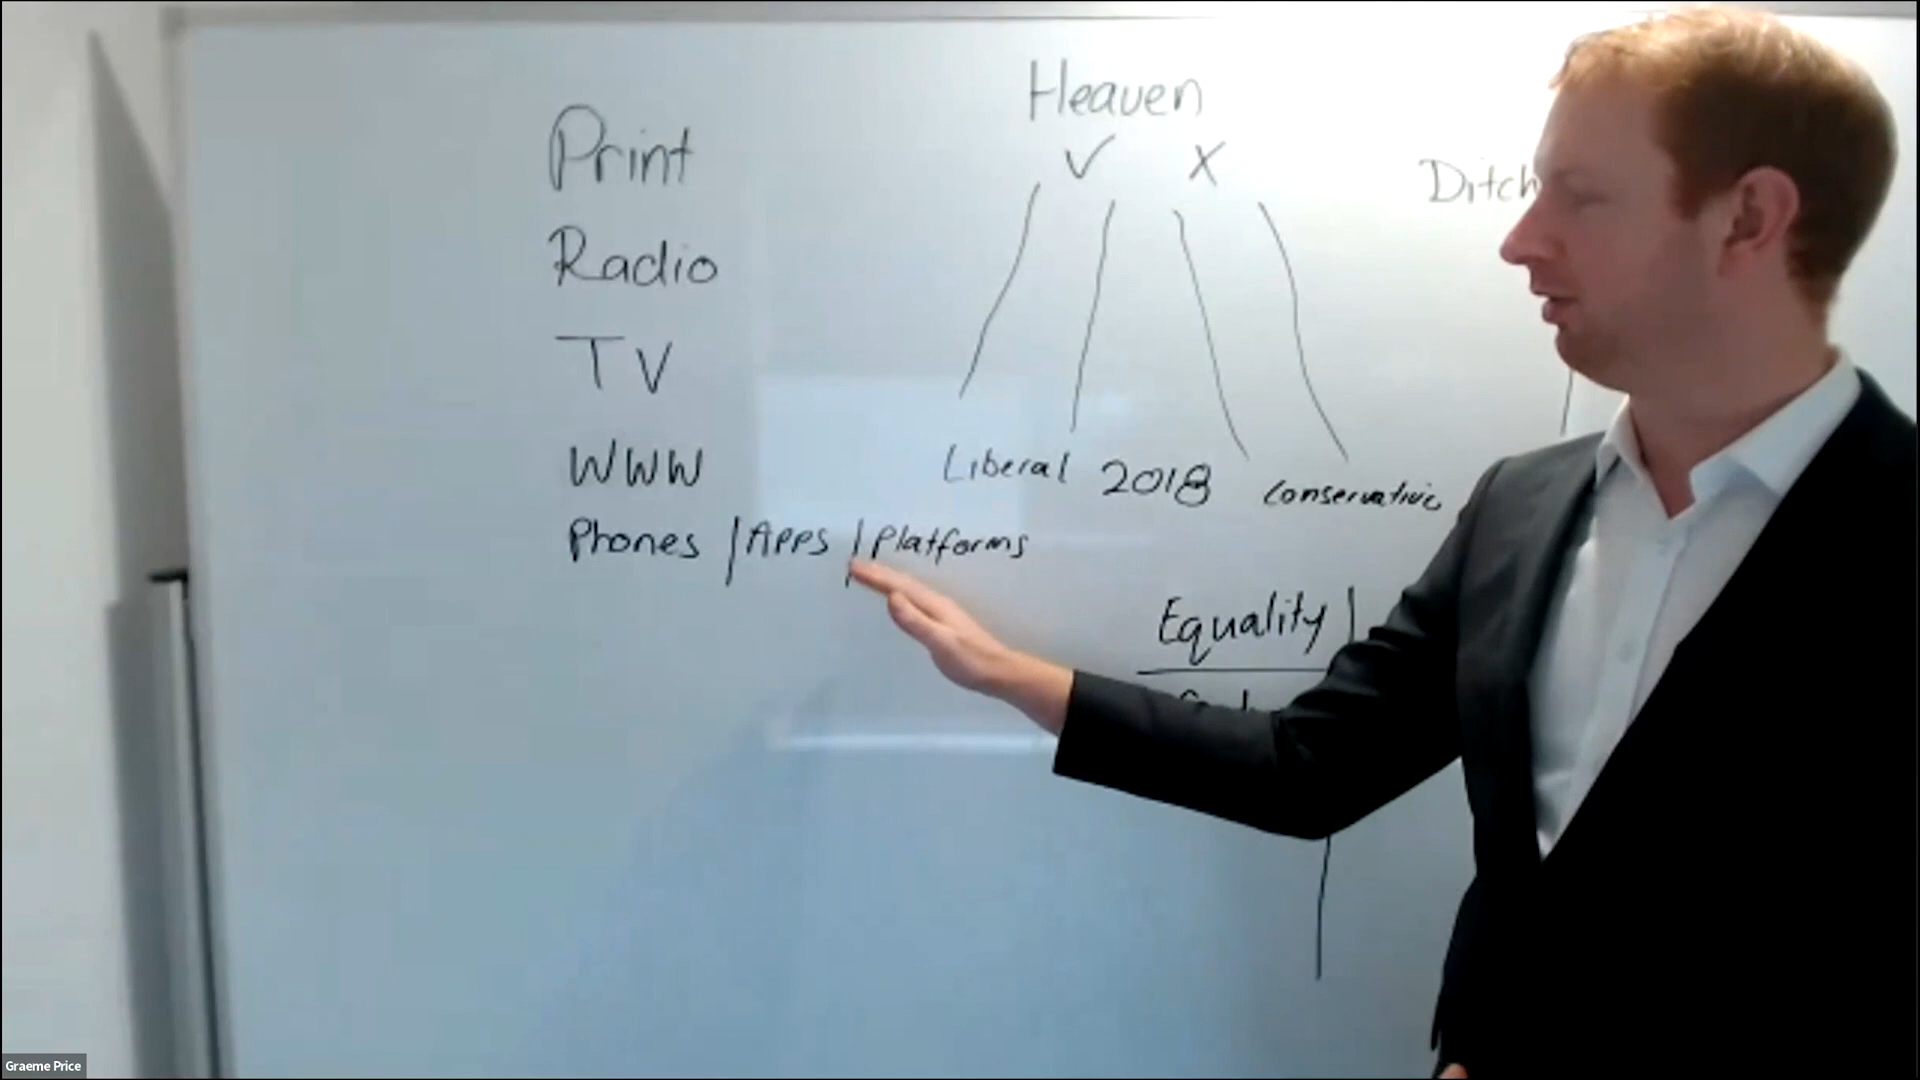 Print
Radio
TV
WWW
Phones | Apps | Platforms
Heaven
✓ X
Liberal 2018 Conservative
Ditch
Equality |
Graeme Price